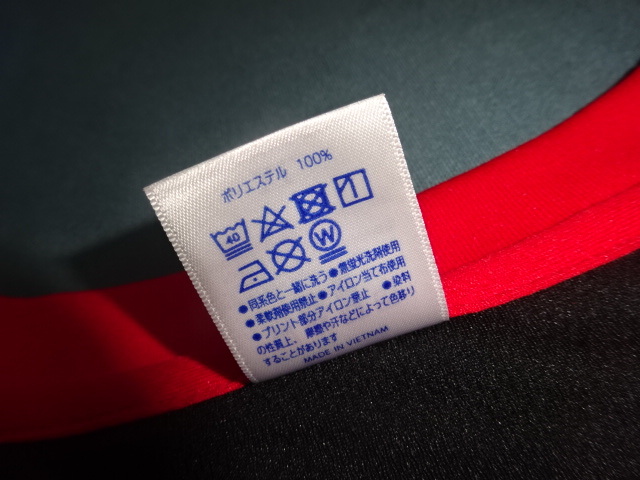 ポリエステル 100%
40
W
●同系色と一緒に洗う ●無蛍光洗剤使用
●柔軟剤使用禁止 ●アイロン当て布使用
●プリント部分アイロン禁止 ●染料
の性質上、摩擦や汗などによって色移り
することがあります
MADE IN VIETNAM